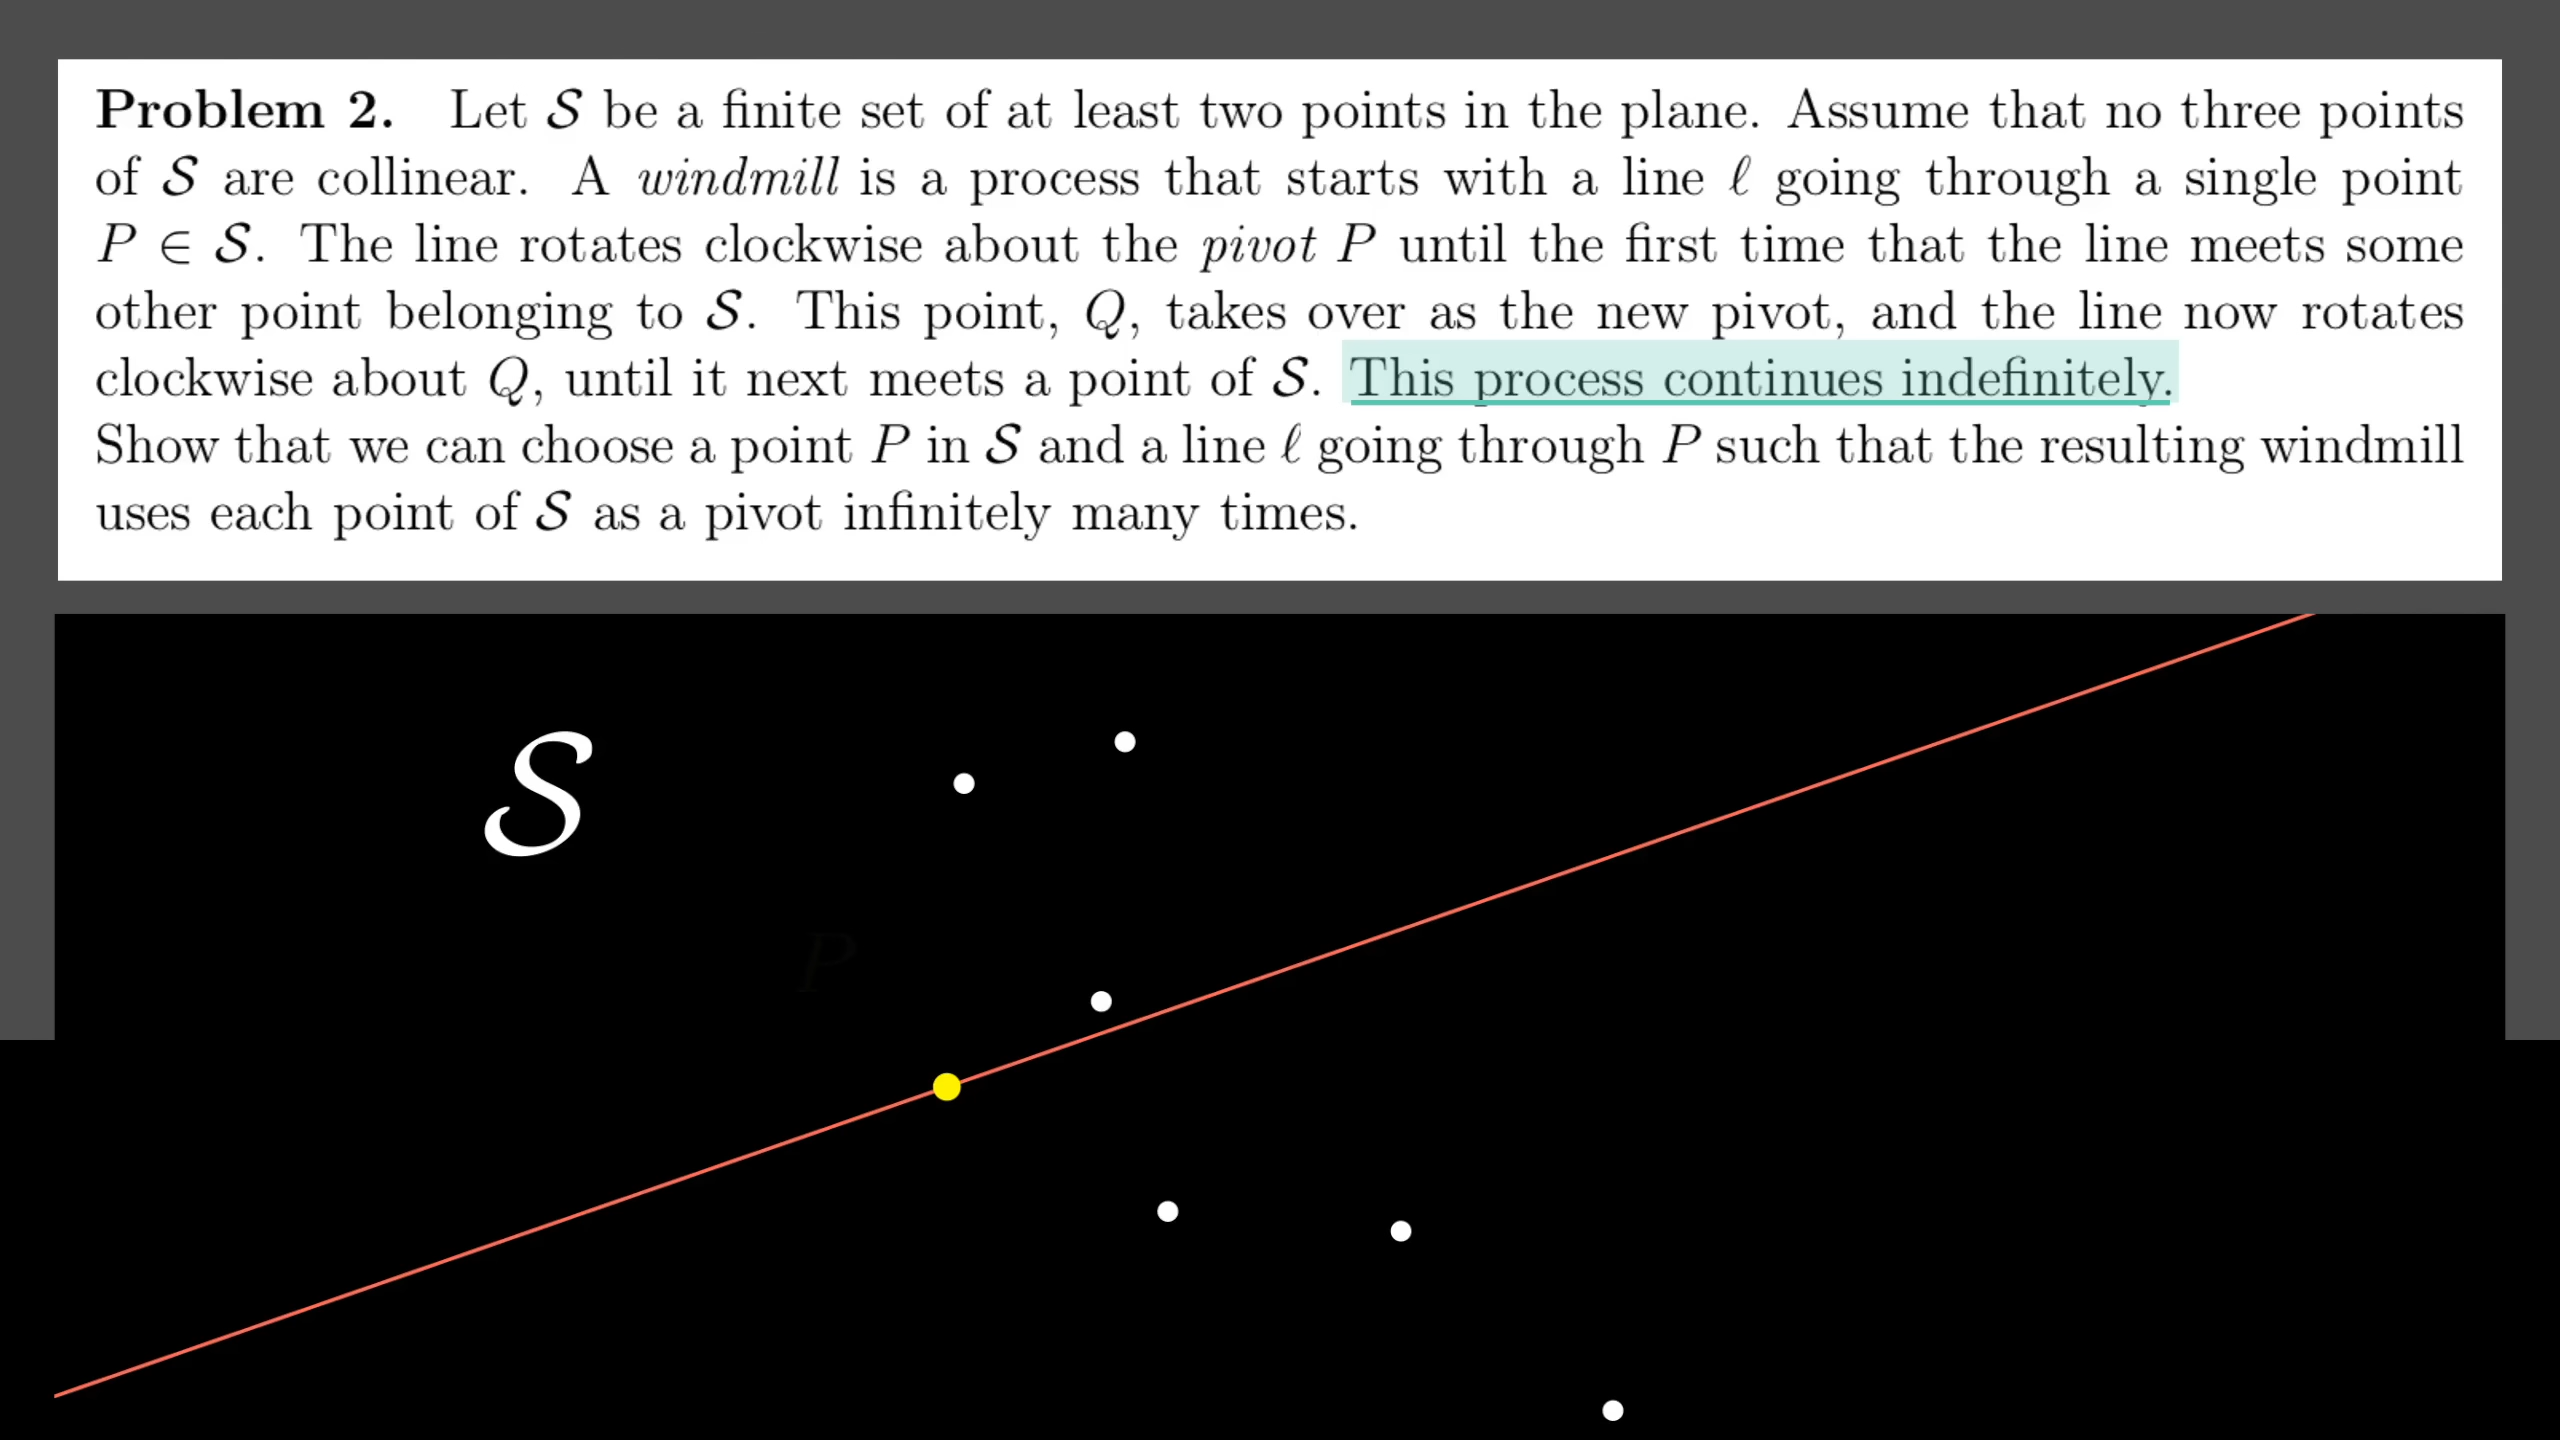 Problem 2. Let 𝒮 be a finite set of at least two points in the plane. Assume that no three points
of 𝒮 are collinear. A windmill is a process that starts with a line ℓ going through a single point
P ∈ 𝒮. The line rotates clockwise about the pivot P until the first time that the line meets some
other point belonging to 𝒮. This point, Q, takes over as the new pivot, and the line now rotates
clockwise about Q, until it next meets a point of 𝒮. This process continues indefinitely.
Show that we can choose a point P in 𝒮 and a line ℓ going through P such that the resulting windmill
uses each point of 𝒮 as a pivot infinitely many times.
𝒮
P